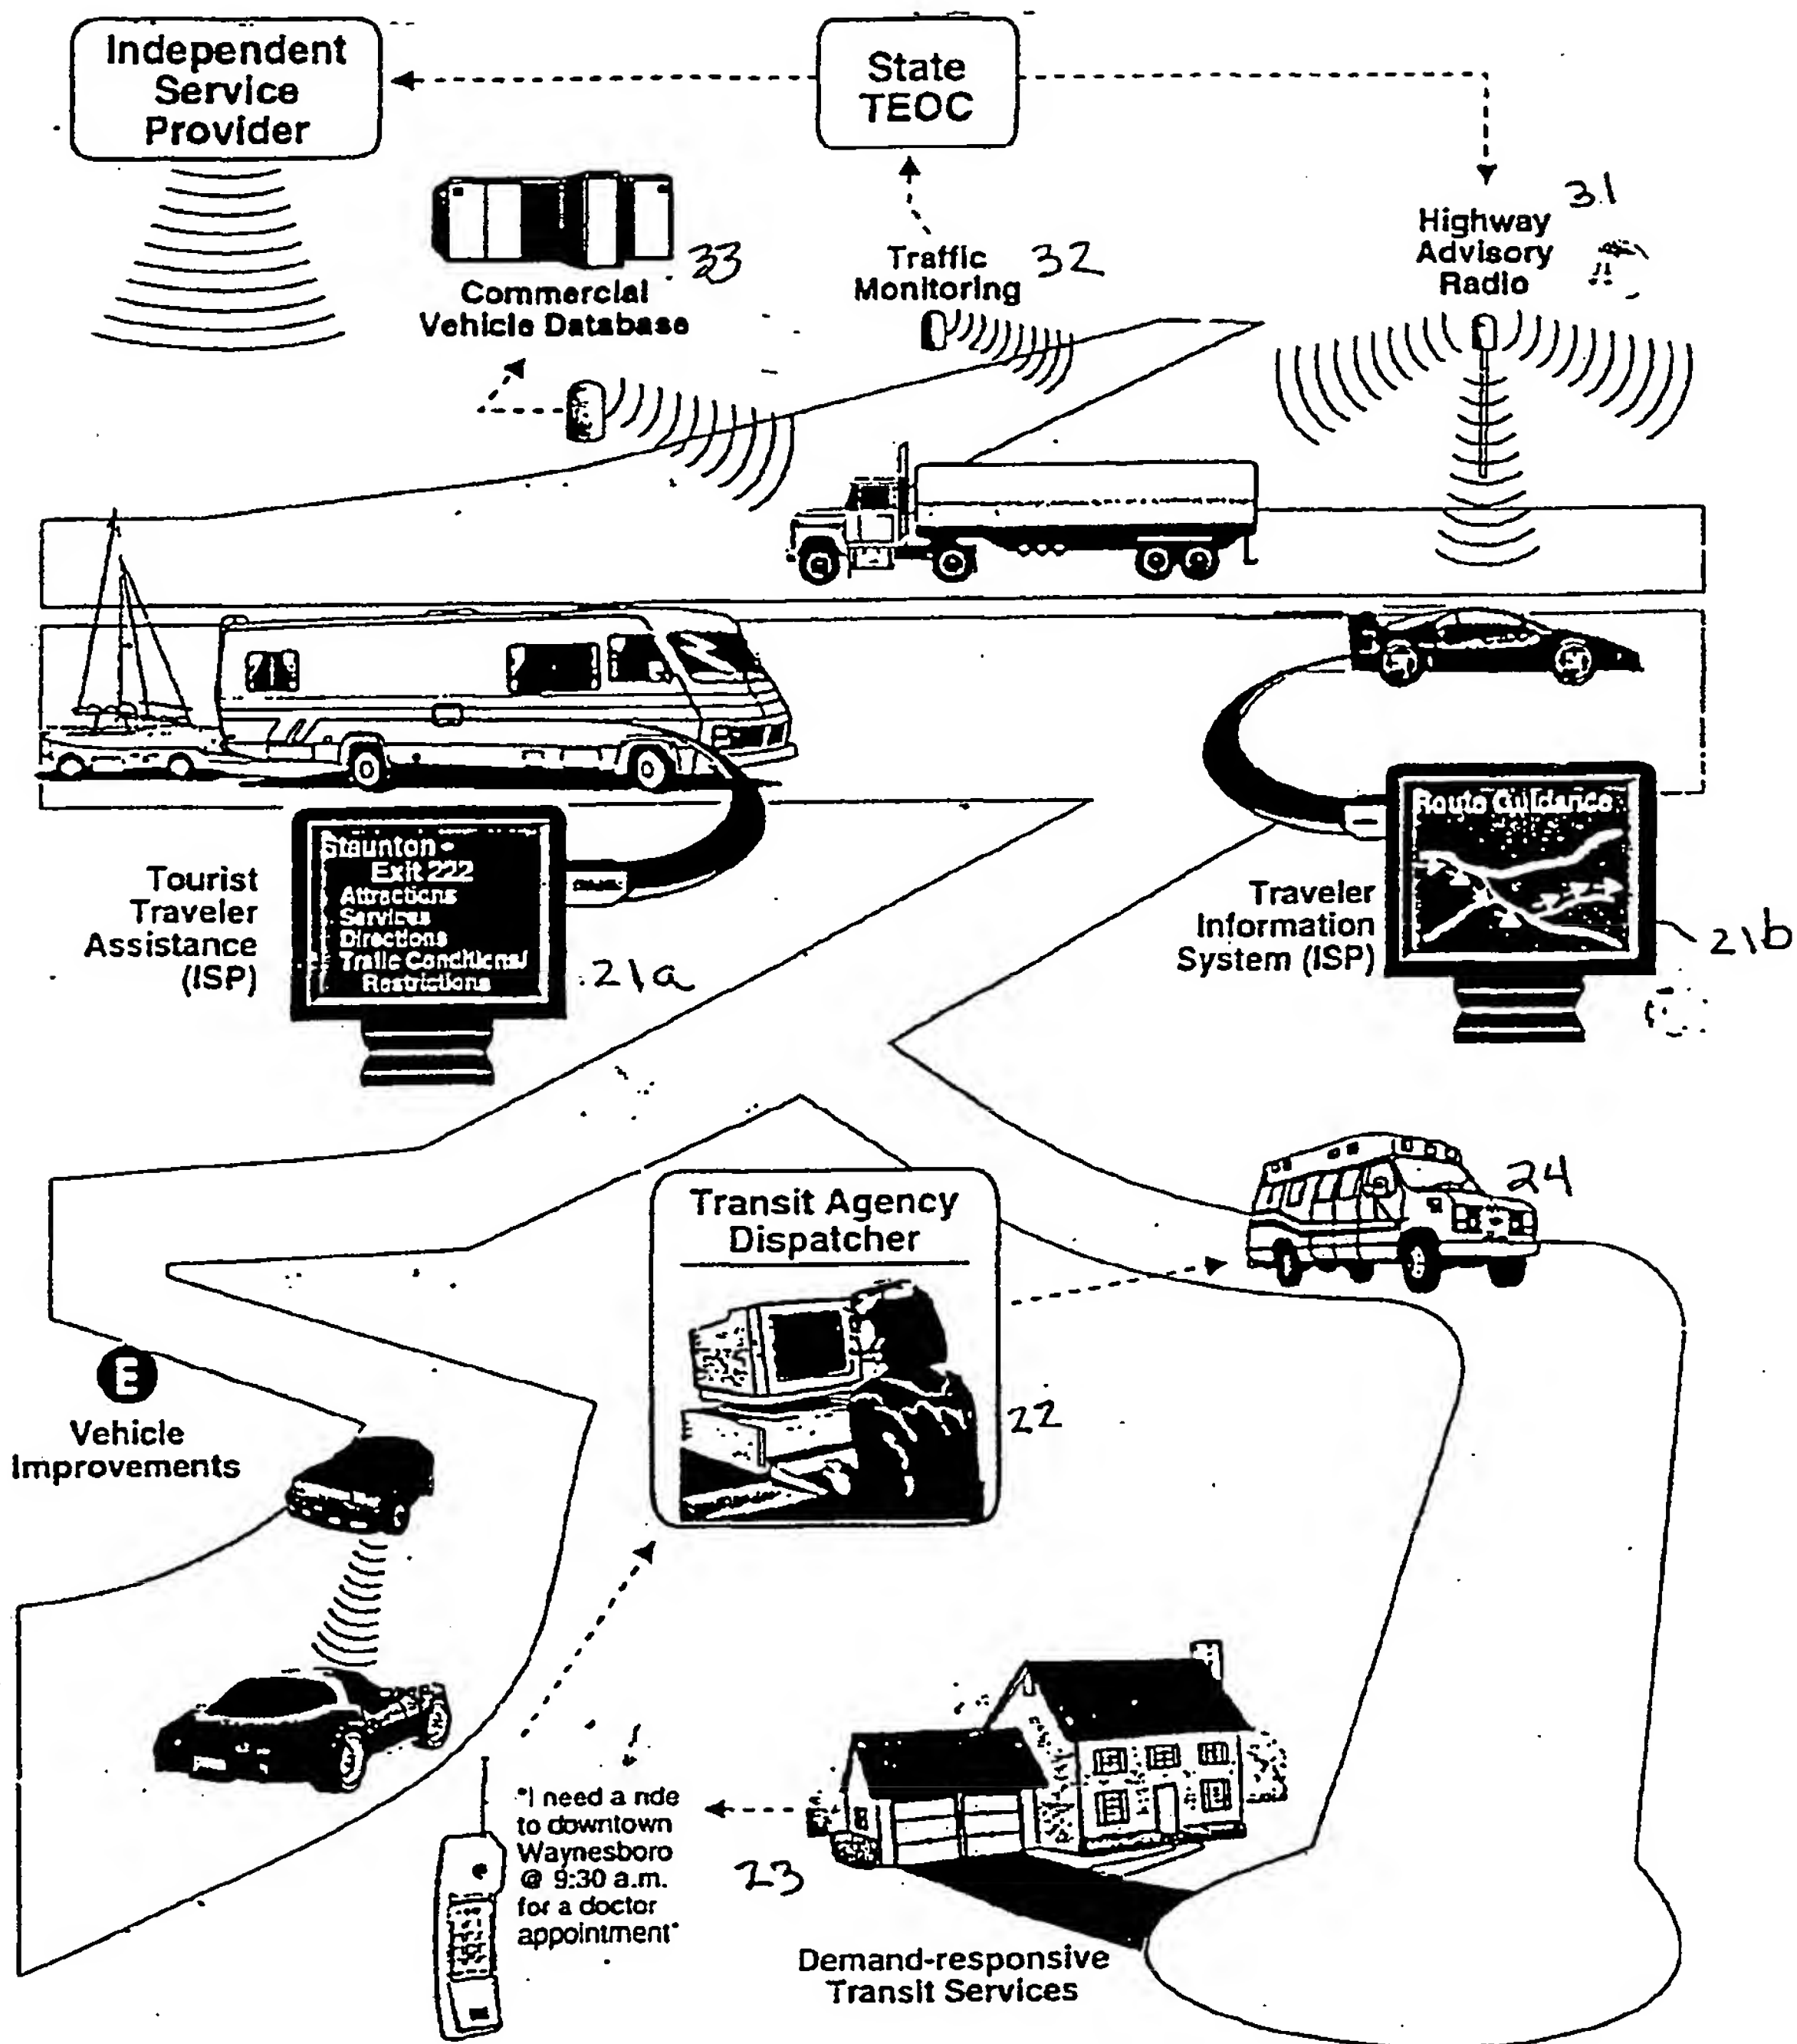 Independent
Service
Provider
State
TEOC
31
Highway
Advisory
Radio
33
Commercial
Vehicle Database
Traffic
Monitoring
32
Tourist
Traveler
Assistance
(ISP)
Staunton -
Exit 222
Attractions
Services
Directions
Traffic Conditions/
Restrictions
21a
Traveler
Information
System (ISP)
Route Guidance
21b
Transit Agency
Dispatcher
22
24
E
Vehicle
Improvements
"I need a ride
to downtown
Waynesboro
@ 9:30 a.m.
for a doctor
appointment"
23
Demand-responsive
Transit Services